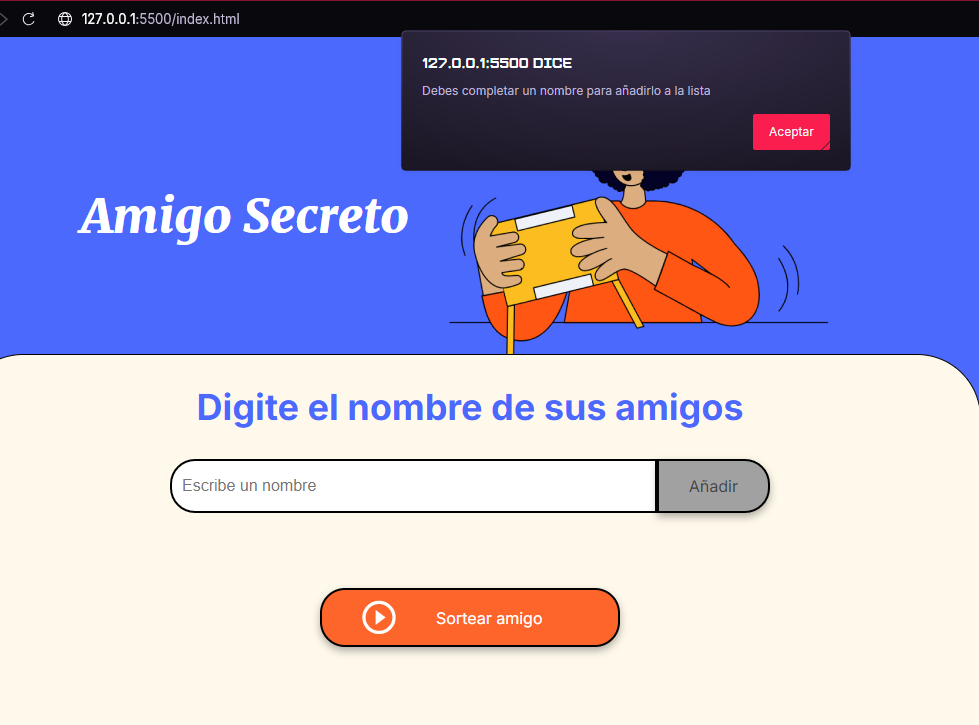 127.0.0.1:5500/index.html
127.0.0.1:5500 DICE
Debes completar un nombre para añadirlo a la lista
Aceptar
Amigo Secreto
Digite el nombre de sus amigos
Escribe un nombre
Añadir
Sortear amigo